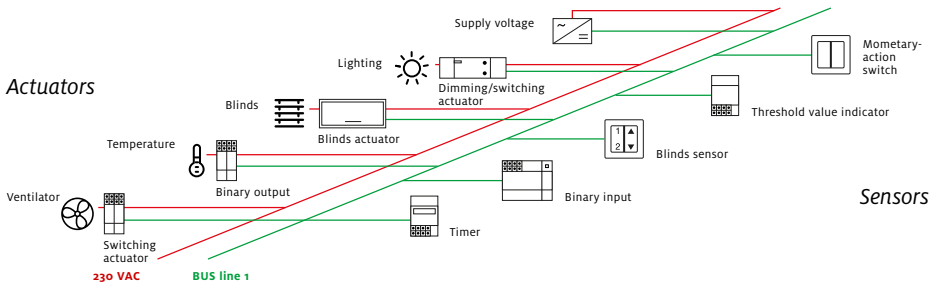 Supply voltage
Mometary-
action
switch
Lighting
Actuators
Dimming/switching
actuator
Blinds
Threshold value indicator
Blinds actuator
1
2
Temperature
Blinds sensor
Binary output
Ventilator
Binary input
Sensors
Timer
Switching
actuator
230 VAC
BUS line 1